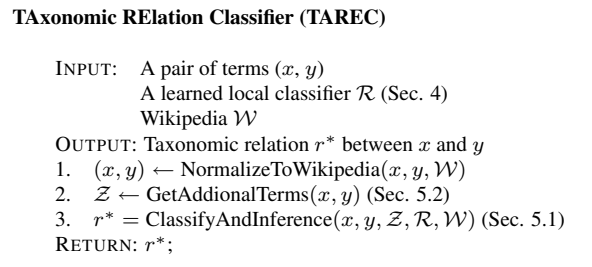 TAxonomic RElation Classifier (TAREC)
INPUT: A pair of terms (x, y)
A learned local classifier ℛ (Sec. 4)
Wikipedia 𝒲
OUTPUT: Taxonomic relation r* between x and y
1. (x, y) ← NormalizeToWikipedia(x, y, 𝒲)
2. 𝒵 ← GetAddionalTerms(x, y) (Sec. 5.2)
3. r* = ClassifyAndInference(x, y, 𝒵, ℛ, 𝒲) (Sec. 5.1)
RETURN: r*;